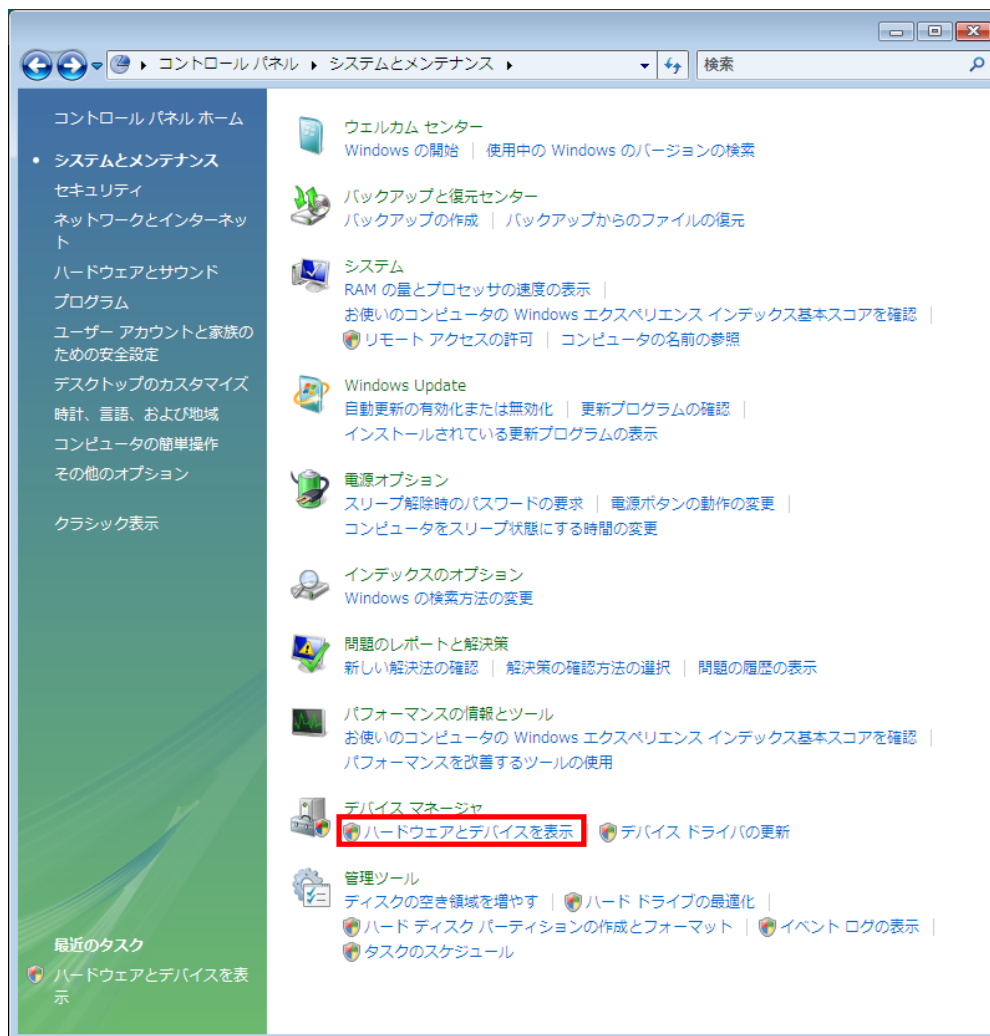 コントロール パネル ▸ システムとメンテナンス ▸
検索
コントロール パネル ホーム
• システムとメンテナンス
セキュリティ
ネットワークとインターネッ
ト
ハードウェアとサウンド
プログラム
ユーザー アカウントと家族の
ための安全設定
デスクトップのカスタマイズ
時計、言語、および地域
コンピュータの簡単操作
その他のオプション
クラシック表示
最近のタスク
ハードウェアとデバイスを表
示
ウェルカム センター
Windows の開始 | 使用中の Windows のバージョンの検索
バックアップと復元センター
バックアップの作成 | バックアップからのファイルの復元
システム
RAM の量とプロセッサの速度の表示 |
お使いのコンピュータの Windows エクスペリエンス インデックス基本スコアを確認 |
リモート アクセスの許可 | コンピュータの名前の参照
Windows Update
自動更新の有効化または無効化 | 更新プログラムの確認 |
インストールされている更新プログラムの表示
電源オプション
スリープ解除時のパスワードの要求 | 電源ボタンの動作の変更 |
コンピュータをスリープ状態にする時間の変更
インデックスのオプション
Windows の検索方法の変更
問題のレポートと解決策
新しい解決法の確認 | 解決策の確認方法の選択 | 問題の履歴の表示
パフォーマンスの情報とツール
お使いのコンピュータの Windows エクスペリエンス インデックス基本スコアを確認 |
パフォーマンスを改善するツールの使用
デバイス マネージャ
ハードウェアとデバイスを表示 デバイス ドライバの更新
管理ツール
ディスクの空き領域を増やす | ハード ドライブの最適化 |
ハード ディスク パーティションの作成とフォーマット | イベント ログの表示 |
タスクのスケジュール